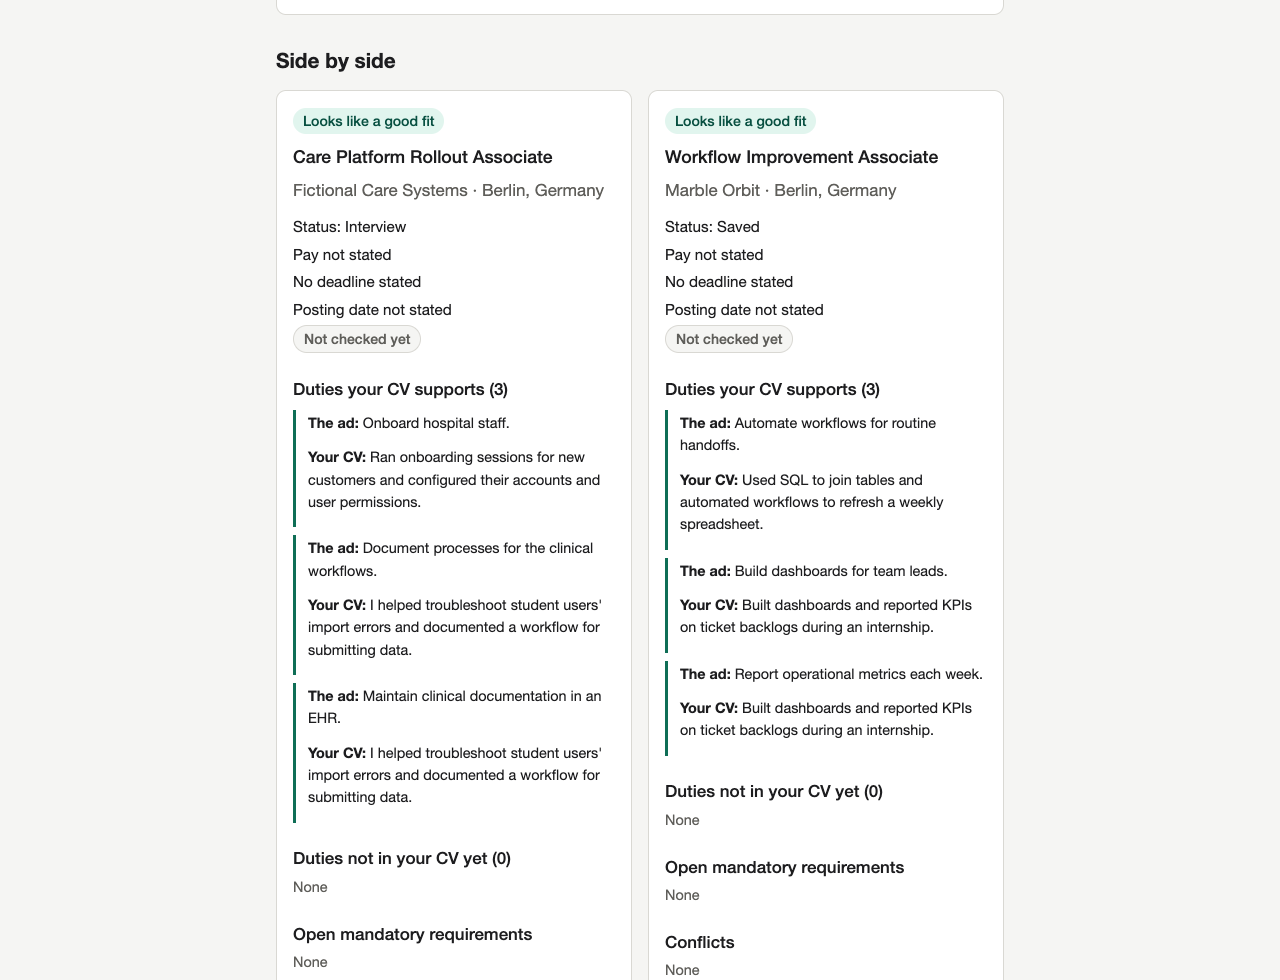 Side by side
Looks like a good fit
Care Platform Rollout Associate
Fictional Care Systems · Berlin, Germany
Status: Interview
Pay not stated
No deadline stated
Posting date not stated
Not checked yet
Duties your CV supports (3)
The ad: Onboard hospital staff.
Your CV: Ran onboarding sessions for new
customers and configured their accounts and
user permissions.
The ad: Document processes for the clinical
workflows.
Your CV: I helped troubleshoot student users'
import errors and documented a workflow for
submitting data.
The ad: Maintain clinical documentation in an
EHR.
Your CV: I helped troubleshoot student users'
import errors and documented a workflow for
submitting data.
Duties not in your CV yet (0)
None
Open mandatory requirements
None
Looks like a good fit
Workflow Improvement Associate
Marble Orbit · Berlin, Germany
Status: Saved
Pay not stated
No deadline stated
Posting date not stated
Not checked yet
Duties your CV supports (3)
The ad: Automate workflows for routine
handoffs.
Your CV: Used SQL to join tables and
automated workflows to refresh a weekly
spreadsheet.
The ad: Build dashboards for team leads.
Your CV: Built dashboards and reported KPIs
on ticket backlogs during an internship.
The ad: Report operational metrics each week.
Your CV: Built dashboards and reported KPIs
on ticket backlogs during an internship.
Duties not in your CV yet (0)
None
Open mandatory requirements
None
Conflicts
None